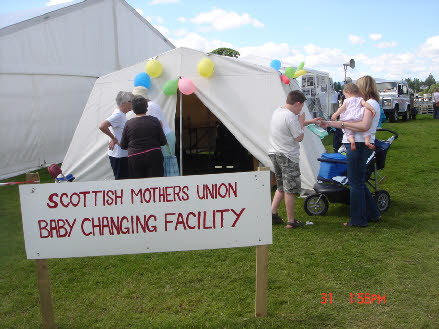 SCOTTISH MOTHERS UNION
BABY CHANGING FACILITY